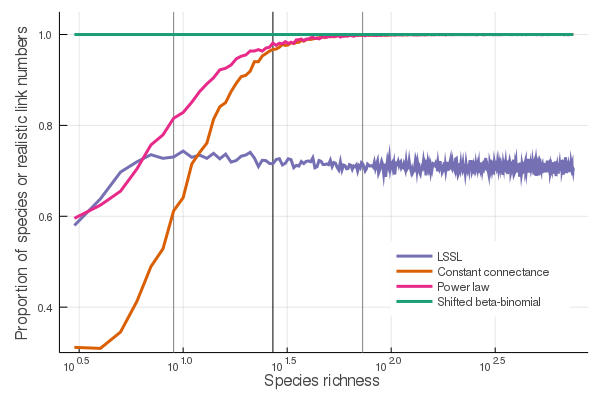 Proportion of species or realistic link numbers
1.0
0.8
0.6
0.4
LSSL
Constant connectance
Power law
Shifted beta-binomial
10^0.5 10^1.0 10^1.5 10^2.0 10^2.5
Species richness